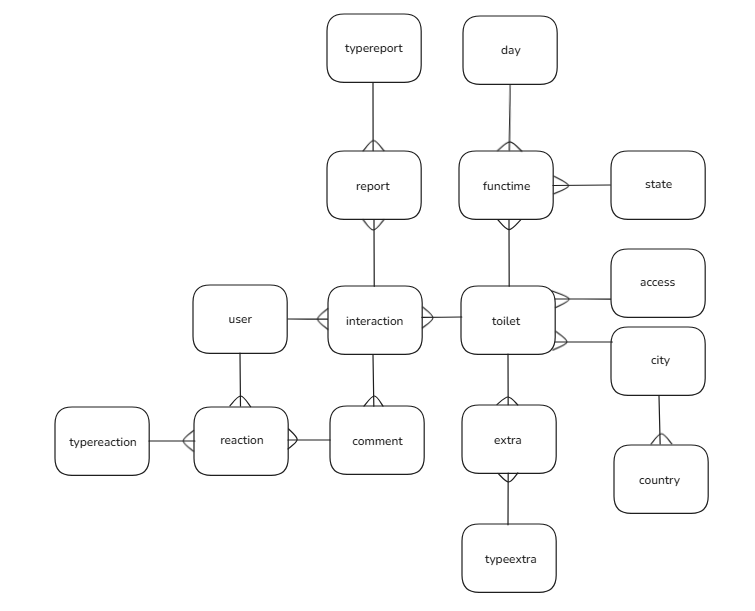 typereport
day
report
functime
state
access
user
interaction
toilet
city
typereaction
reaction
comment
extra
country
typeextra